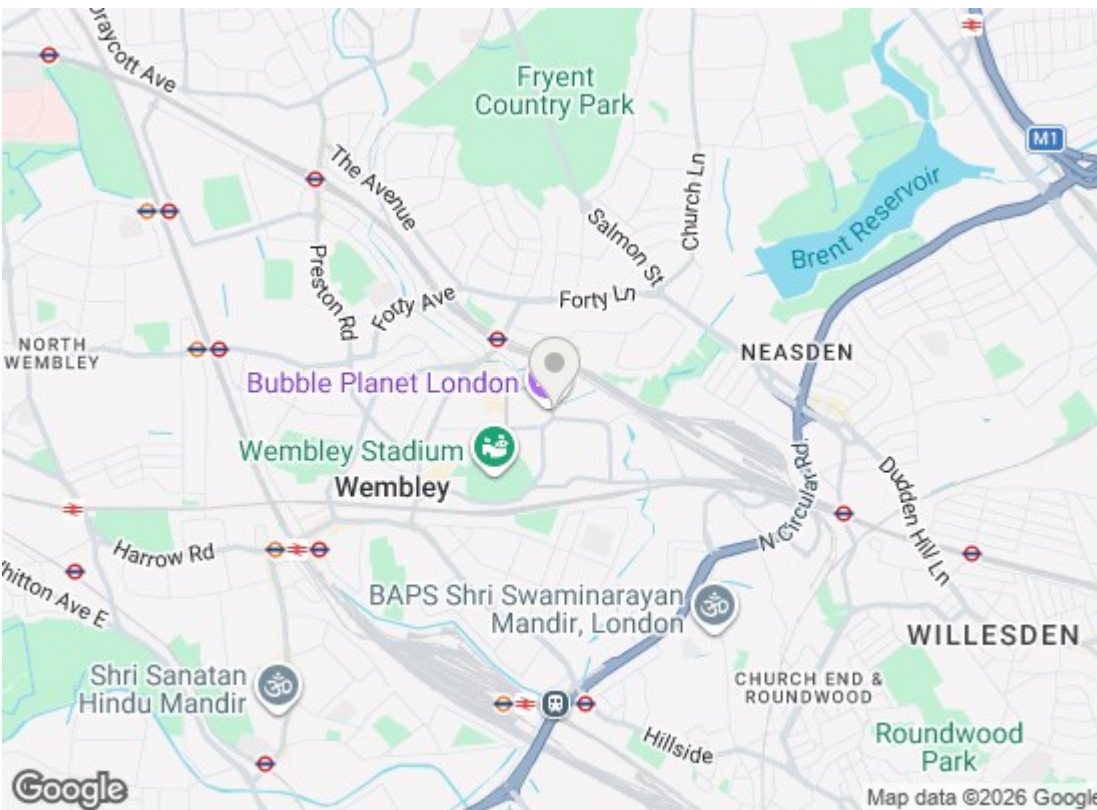 Draycott Ave
Fryent
Country Park
M1
The Avenue
Church Ln
Salmon St
Brent Reservoir
Preston Rd
Forty Ave
Forty Ln
NORTH
WEMBLEY
NEASDEN
Bubble Planet London
Wembley Stadium
Wembley
N Circular Rd.
Dudden Hill Ln
Harrow Rd
Whitton Ave E
BAPS Shri Swaminarayan
Mandir, London
WILLESDEN
Shri Sanatan
Hindu Mandir
CHURCH END &
ROUNDWOOD
Hillside
Roundwood
Park
Google
Map data ©2026 Google